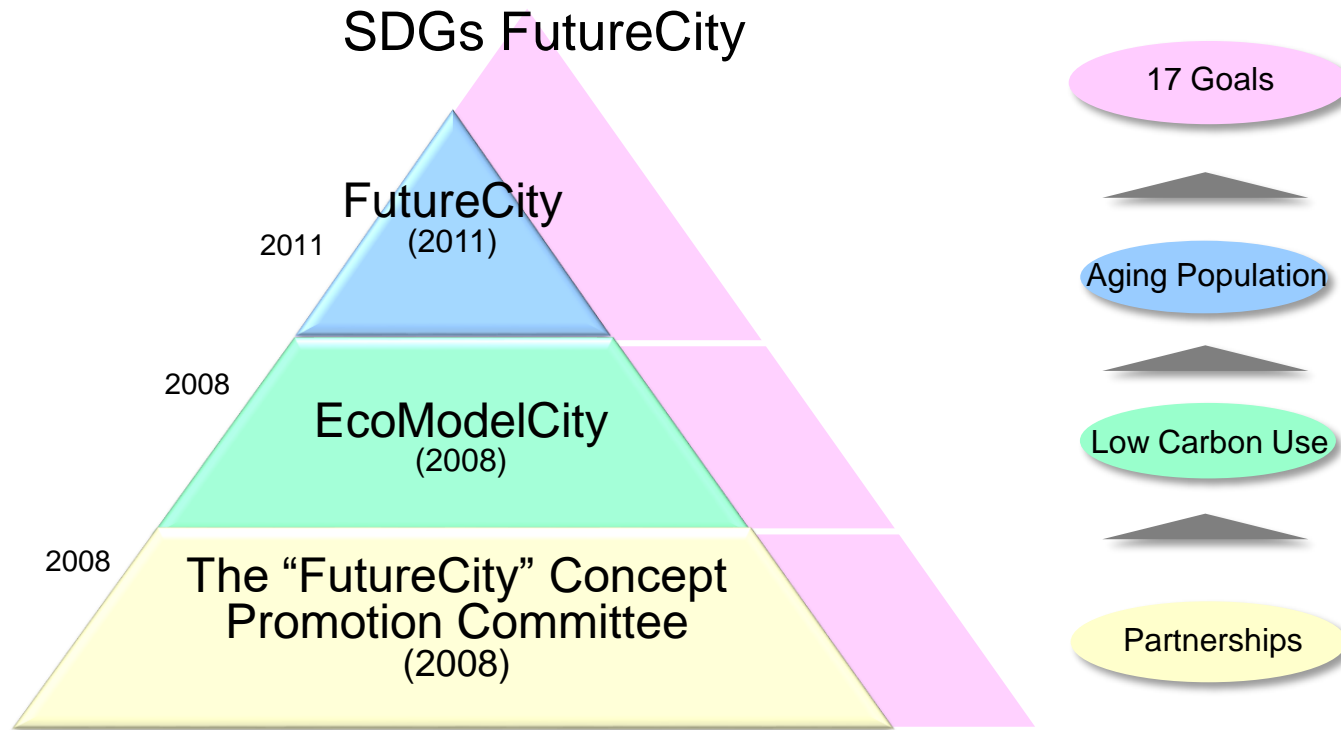 SDGs FutureCity
17 Goals
FutureCity
(2011)
2011
Aging Population
2008
EcoModelCity
(2008)
Low Carbon Use
2008
The “FutureCity” Concept
Promotion Committee
(2008)
Partnerships